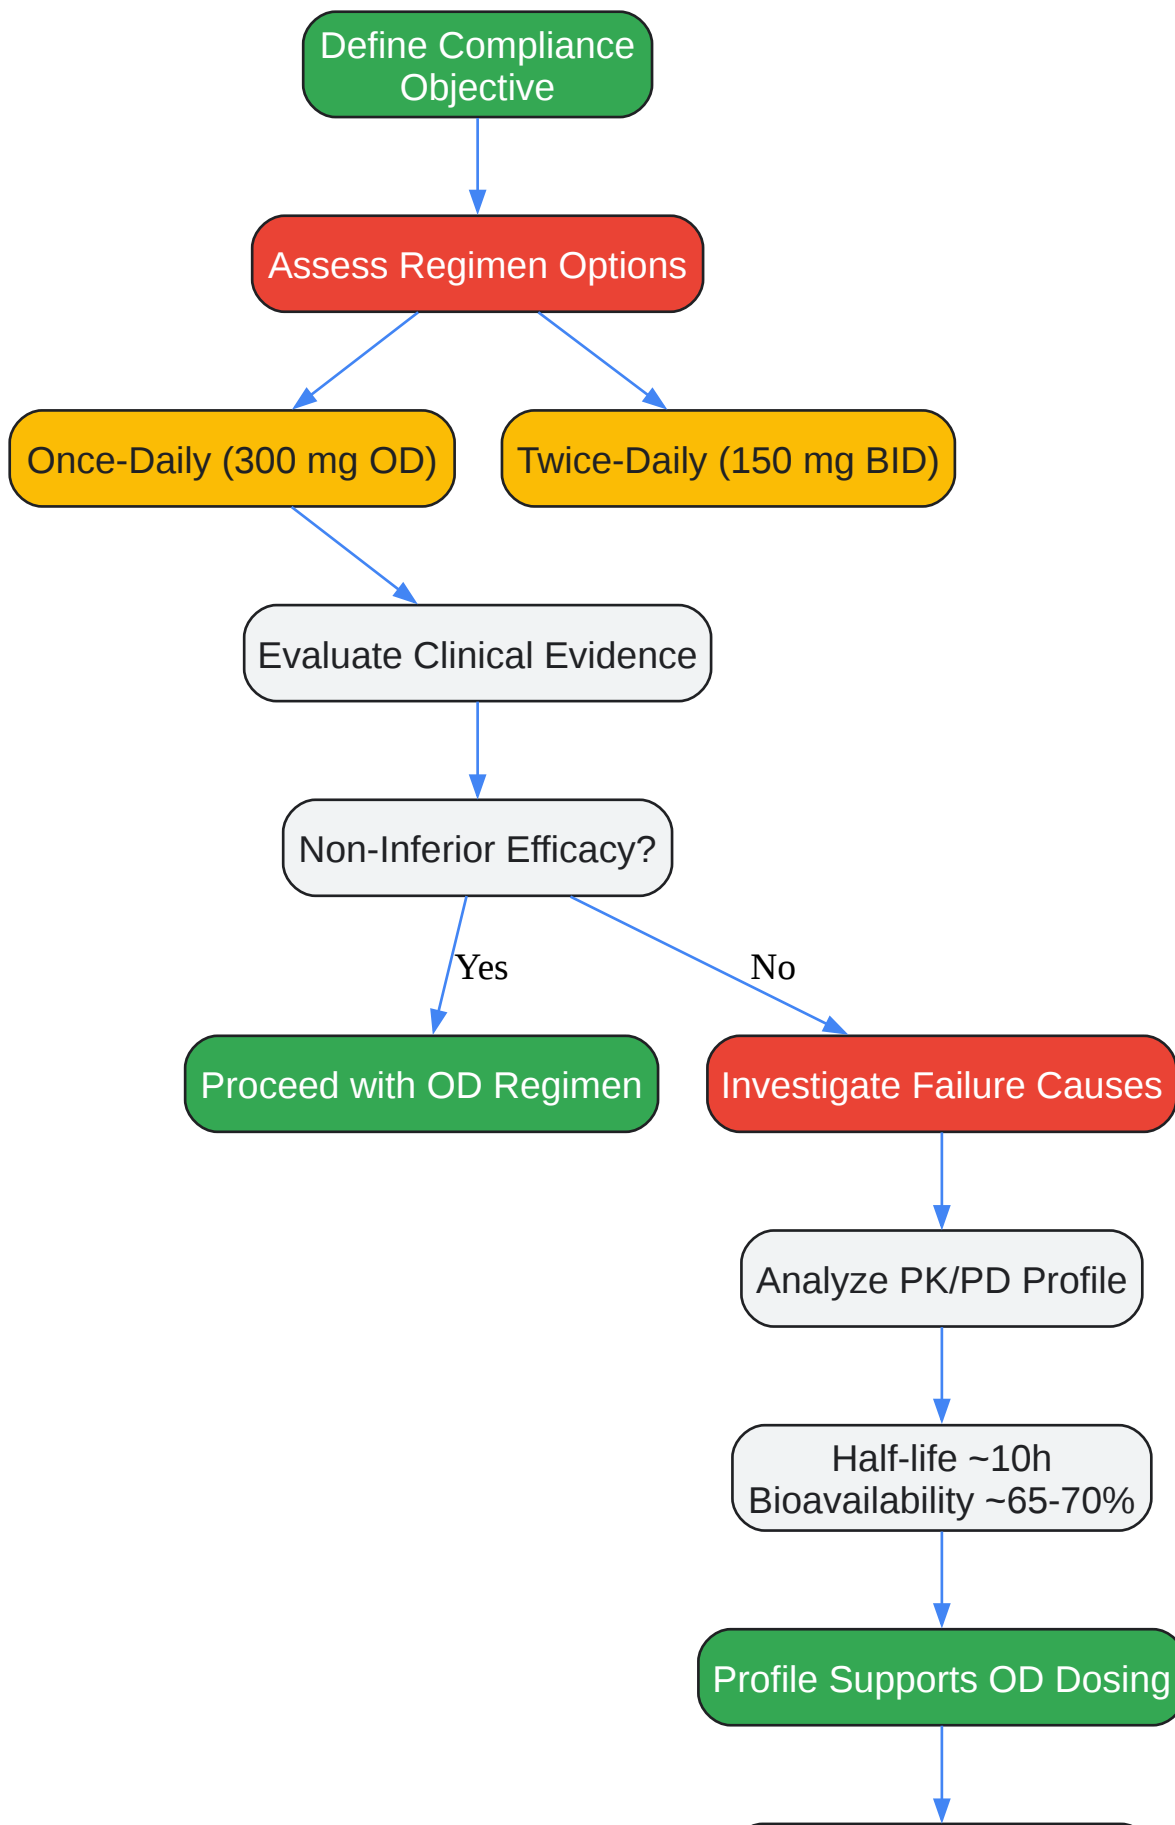 Define Compliance
Objective
Assess Regimen Options
Once-Daily (300 mg OD)
Twice-Daily (150 mg BID)
Evaluate Clinical Evidence
Non-Inferior Efficacy?
Yes
No
Proceed with OD Regimen
Investigate Failure Causes
Analyze PK/PD Profile
Half-life ~10h
Bioavailability ~65-70%
Profile Supports OD Dosing